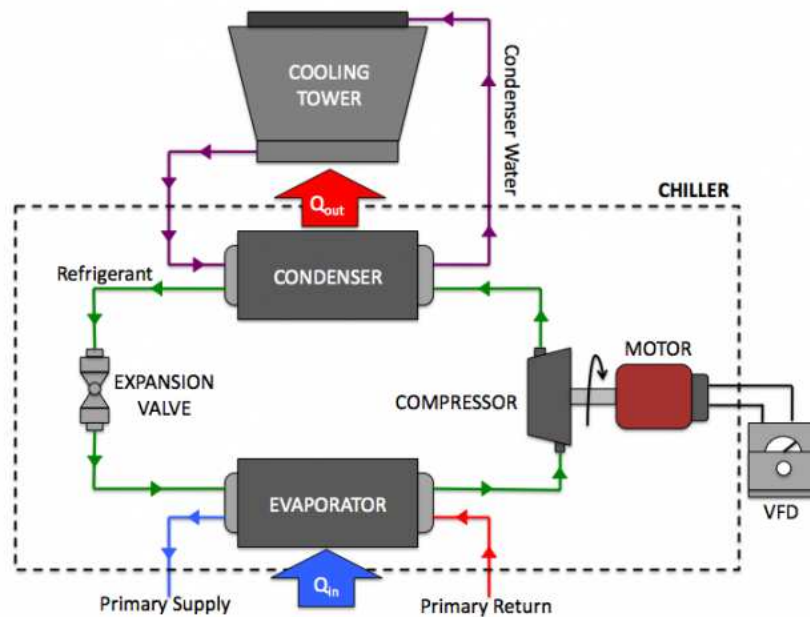 COOLING
TOWER
Condenser Water
CHILLER
Qout
Refrigerant
CONDENSER
MOTOR
EXPANSION
VALVE
COMPRESSOR
EVAPORATOR
VFD
Qin
Primary Supply
Primary Return